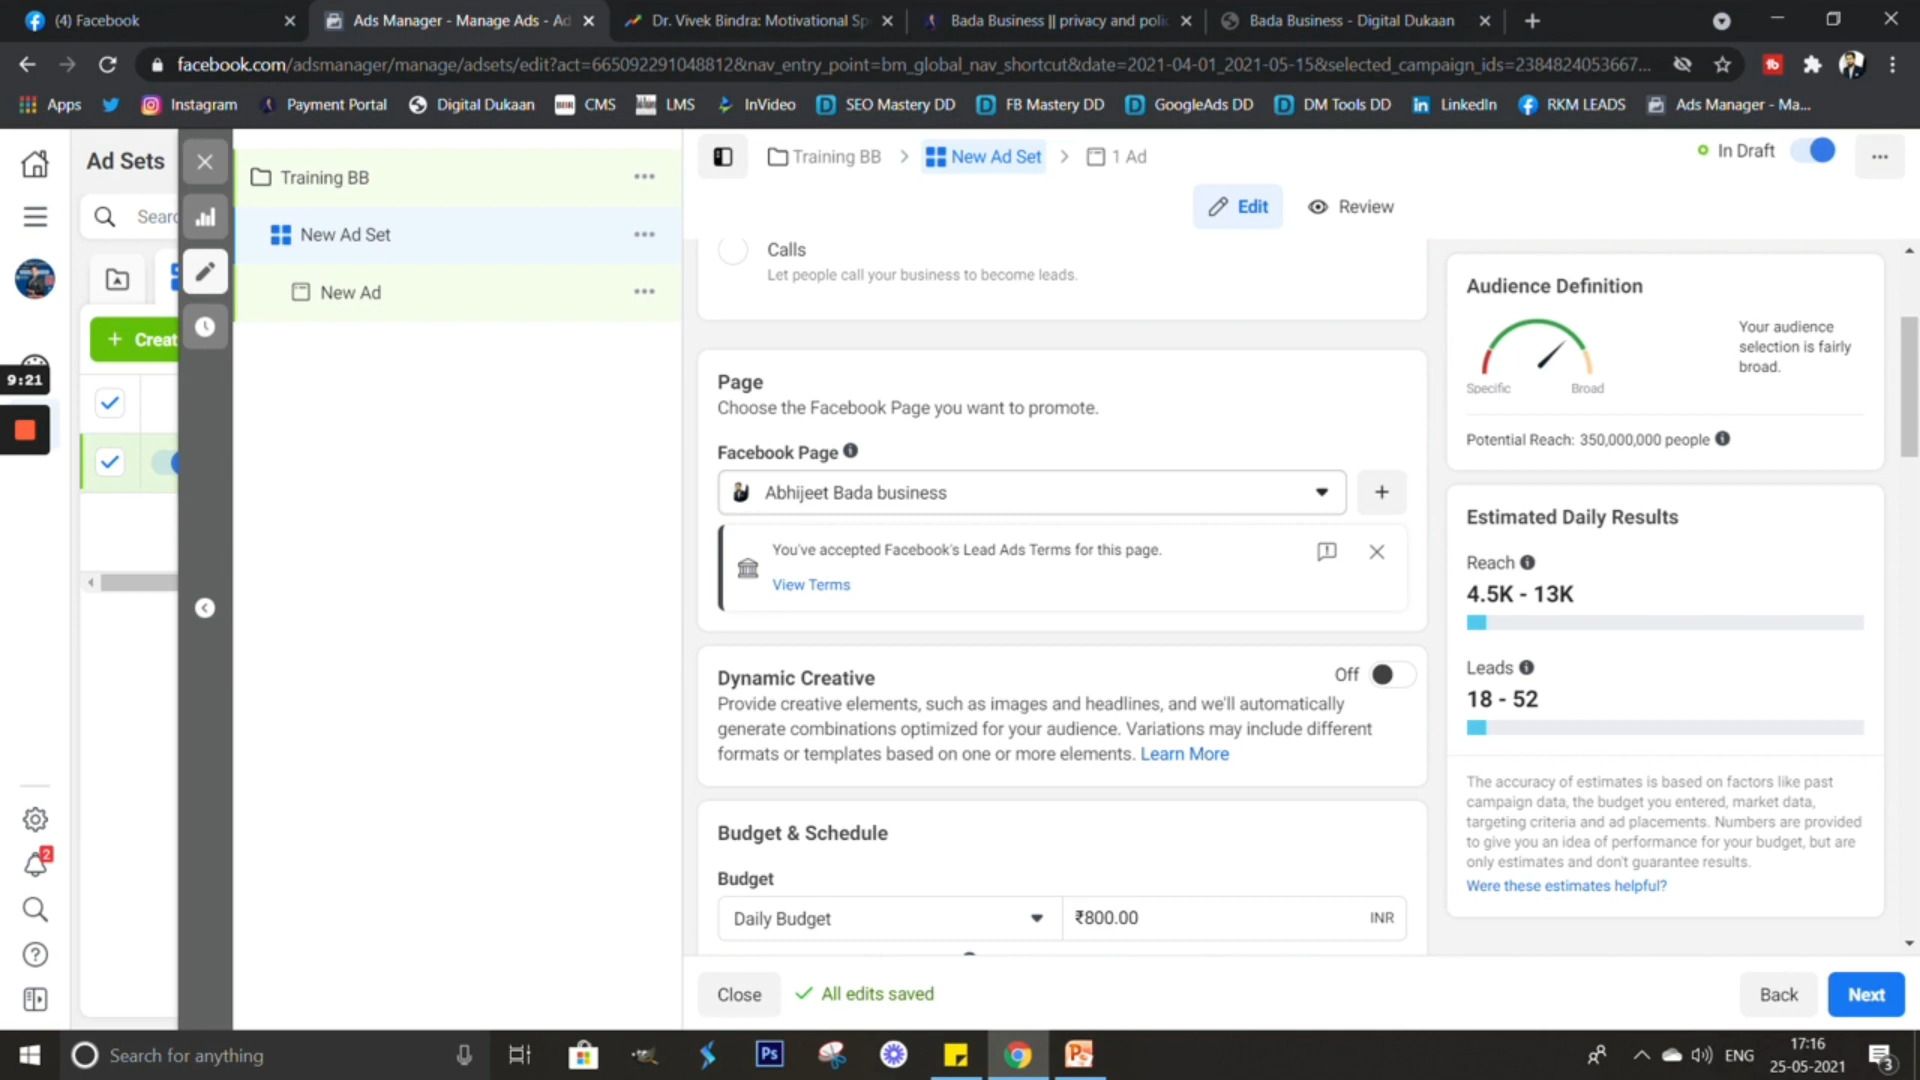 (4) Facebook
Ads Manager - Manage Ads - Ad
Dr. Vivek Bindra: Motivational Sp
Bada Business || privacy and polic
Bada Business - Digital Dukaan
facebook.com/adsmanager/manage/adsets/edit?act=665092291048812&nav_entry_point=bm_global_nav_shortcut&date=2021-04-01_2021-05-15&selected_campaign_ids=2384824053667...
Apps
Instagram
Payment Portal
Digital Dukaan
CMS
LMS
InVideo
SEO Mastery DD
FB Mastery DD
GoogleAds DD
DM Tools DD
LinkedIn
RKM LEADS
Ads Manager - Ma...
Ad Sets
Searc
Creat
9:21
2
Training BB
New Ad Set
New Ad
Training BB
New Ad Set
1 Ad
In Draft
Edit
Review
Calls
Let people call your business to become leads.
Page
Choose the Facebook Page you want to promote.
Facebook Page
Abhijeet Bada business
You've accepted Facebook's Lead Ads Terms for this page.
View Terms
Dynamic Creative
Off
Provide creative elements, such as images and headlines, and we'll automatically
generate combinations optimized for your audience. Variations may include different
formats or templates based on one or more elements. Learn More
Budget & Schedule
Budget
Daily Budget
₹800.00
INR
Close
All edits saved
Back
Next
Audience Definition
Your audience
selection is fairly
broad.
Specific
Broad
Potential Reach: 350,000,000 people
Estimated Daily Results
Reach
4.5K - 13K
Leads
18 - 52
The accuracy of estimates is based on factors like past
campaign data, the budget you entered, market data,
targeting criteria and ad placements. Numbers are provided
to give you an idea of performance for your budget, but are
only estimates and don't guarantee results.
Were these estimates helpful?
Search for anything
Ps
ENG
17:16
25-05-2021
3